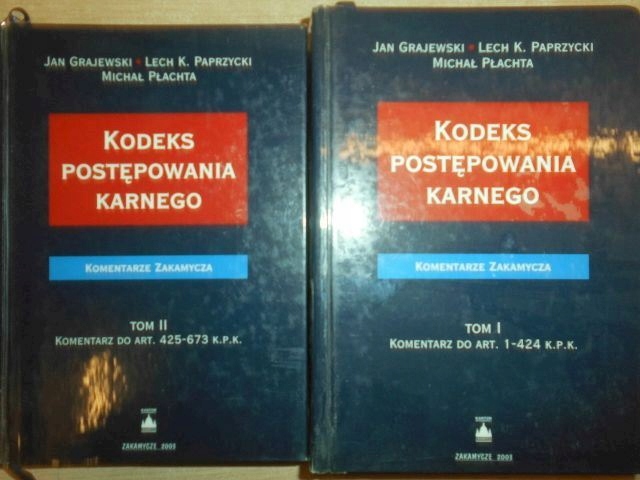 JAN GRAJEWSKI • LECH K. PAPRZYCKI
MICHAŁ PŁACHTA
KODEKS
POSTĘPOWANIA
KARNEGO
KOMENTARZE ZAKAMYCZA
TOM II
KOMENTARZ DO ART. 425-673 K.P.K.
ZAKAMYCZE 2003
JAN GRAJEWSKI • LECH K. PAPRZYCKI
MICHAŁ PŁACHTA
KODEKS
POSTĘPOWANIA
KARNEGO
KOMENTARZE ZAKAMYCZA
TOM I
KOMENTARZ DO ART. 1-424 K.P.K.
ZAKAMYCZE 2003